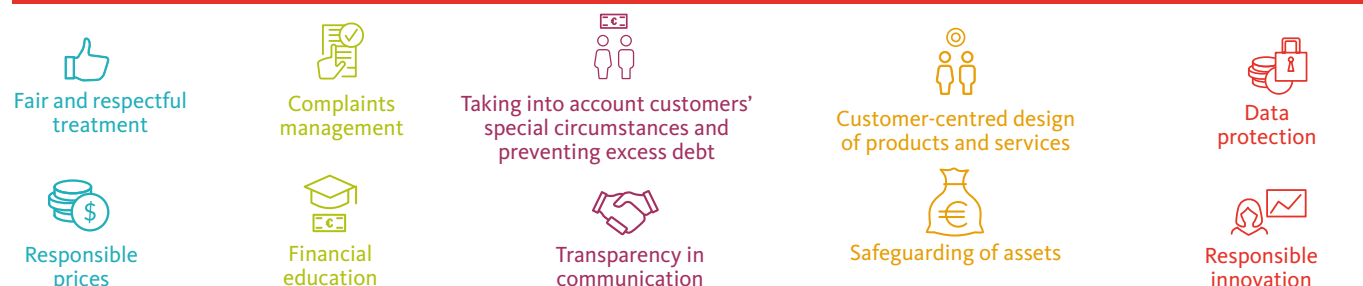 Fair and respectful
treatment
Complaints
management
Taking into account customers’
special circumstances and
preventing excess debt
Customer-centred design
of products and services
Data
protection
$
Responsible
prices
€
Financial
education
Transparency in
communication
€
Safeguarding of assets
Responsible
innovation